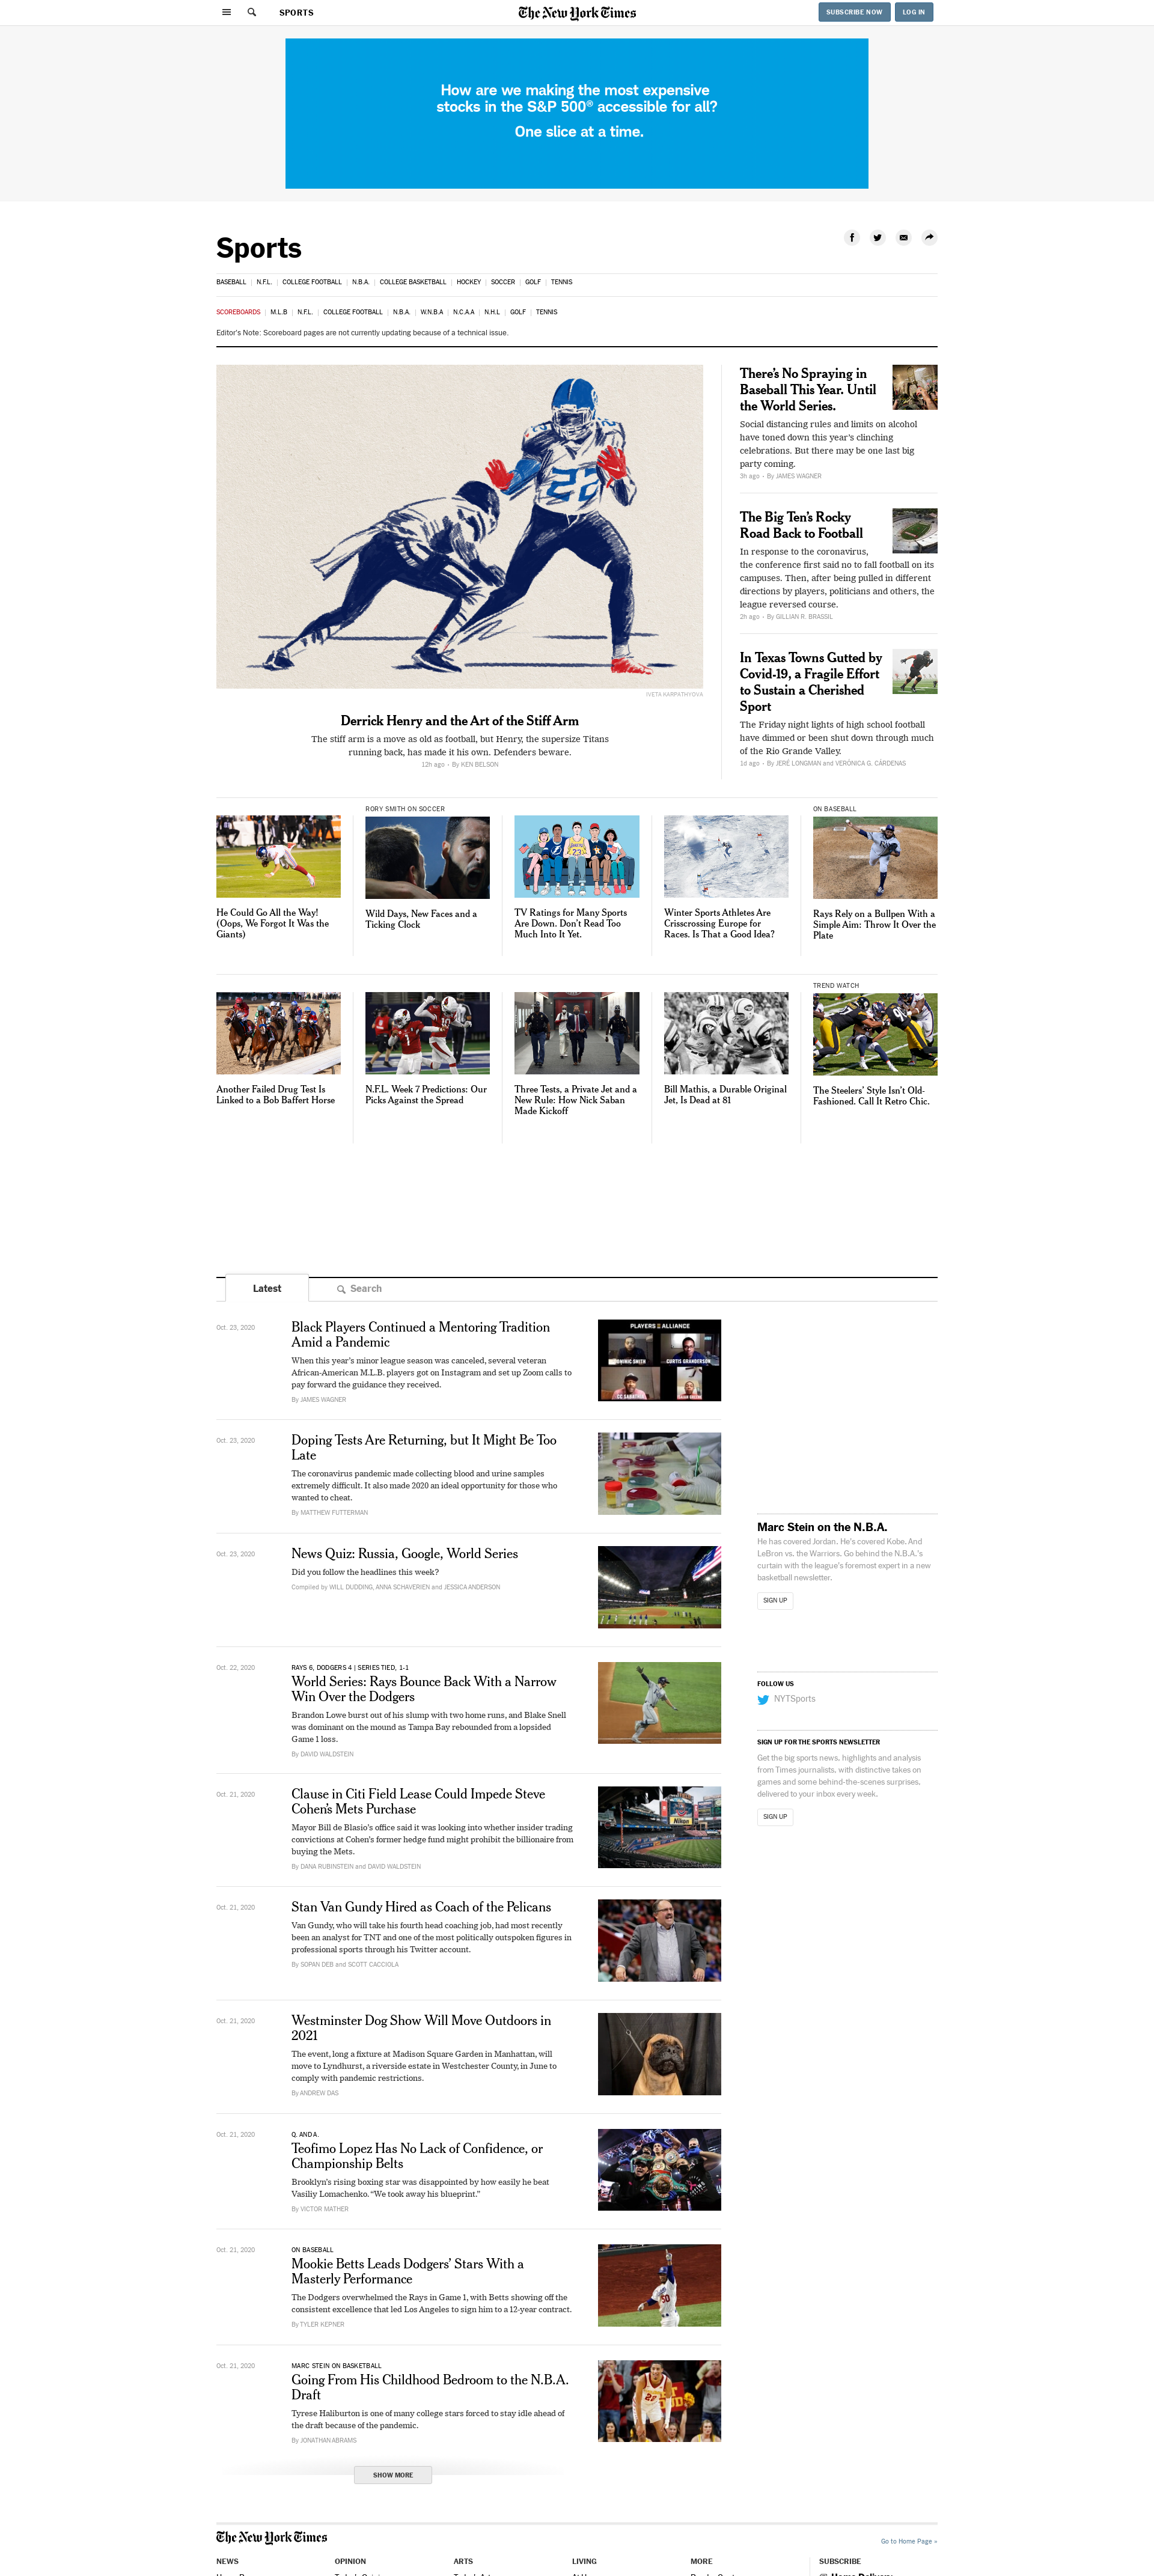 SPORTS
The New York Times
SUBSCRIBE NOW
LOG IN
How are we making the most expensive
stocks in the S&P 500® accessible for all?
One slice at a time.
Sports
BASEBALL | N.F.L. | COLLEGE FOOTBALL | N.B.A. | COLLEGE BASKETBALL | HOCKEY | SOCCER | GOLF | TENNIS
SCOREBOARDS | M.L.B | N.F.L. | COLLEGE FOOTBALL | N.B.A. | W.N.B.A | N.C.A.A | N.H.L | GOLF | TENNIS
Editor's Note: Scoreboard pages are not currently updating because of a technical issue.
IVETA KARPATHYOVA
Derrick Henry and the Art of the Stiff Arm
The stiff arm is a move as old as football, but Henry, the supersize Titans
running back, has made it his own. Defenders beware.
12h ago • By KEN BELSON
There's No Spraying in
Baseball This Year. Until
the World Series.
Social distancing rules and limits on alcohol
have toned down this year's clinching
celebrations. But there may be one last big
party coming.
3h ago • By JAMES WAGNER
The Big Ten's Rocky
Road Back to Football
In response to the coronavirus,
the conference first said no to fall football on its
campuses. Then, after being pulled in different
directions by players, politicians and others, the
league reversed course.
2h ago • By GILLIAN R. BRASSIL
In Texas Towns Gutted by
Covid-19, a Fragile Effort
to Sustain a Cherished
Sport
The Friday night lights of high school football
have dimmed or been shut down through much
of the Rio Grande Valley.
1d ago • By JERÉ LONGMAN and VERÓNICA G. CÁRDENAS
He Could Go All the Way!
(Oops, We Forgot It Was the
Giants)
RORY SMITH ON SOCCER
Wild Days, New Faces and a
Ticking Clock
TV Ratings for Many Sports
Are Down. Don't Read Too
Much Into It Yet.
Winter Sports Athletes Are
Crisscrossing Europe for
Races. Is That a Good Idea?
ON BASEBALL
Rays Rely on a Bullpen With a
Simple Aim: Throw It Over the
Plate
Another Failed Drug Test Is
Linked to a Bob Baffert Horse
N.F.L. Week 7 Predictions: Our
Picks Against the Spread
Three Tests, a Private Jet and a
New Rule: How Nick Saban
Made Kickoff
Bill Mathis, a Durable Original
Jet, Is Dead at 81
TREND WATCH
The Steelers' Style Isn't Old-
Fashioned. Call It Retro Chic.
Latest
Search
Oct. 23, 2020
Black Players Continued a Mentoring Tradition
Amid a Pandemic
When this year's minor league season was canceled, several veteran
African-American M.L.B. players got on Instagram and set up Zoom calls to
pay forward the guidance they received.
By JAMES WAGNER
PLAYERS ALLIANCE
DOMINIC SMITH
CURTIS GRANDERSON
CC SABATHIA
Oct. 23, 2020
Doping Tests Are Returning, but It Might Be Too
Late
The coronavirus pandemic made collecting blood and urine samples
extremely difficult. It also made 2020 an ideal opportunity for those who
wanted to cheat.
By MATTHEW FUTTERMAN
Oct. 23, 2020
News Quiz: Russia, Google, World Series
Did you follow the headlines this week?
Compiled by WILL DUDDING, ANNA SCHAVERIEN and JESSICA ANDERSON
Oct. 22, 2020
RAYS 6, DODGERS 4 | SERIES TIED, 1-1
World Series: Rays Bounce Back With a Narrow
Win Over the Dodgers
Brandon Lowe burst out of his slump with two home runs, and Blake Snell
was dominant on the mound as Tampa Bay rebounded from a lopsided
Game 1 loss.
By DAVID WALDSTEIN
Oct. 21, 2020
Clause in Citi Field Lease Could Impede Steve
Cohen's Mets Purchase
Mayor Bill de Blasio's office said it was looking into whether insider trading
convictions at Cohen's former hedge fund might prohibit the billionaire from
buying the Mets.
By DANA RUBINSTEIN and DAVID WALDSTEIN
Nikon
Oct. 21, 2020
Stan Van Gundy Hired as Coach of the Pelicans
Van Gundy, who will take his fourth head coaching job, had most recently
been an analyst for TNT and one of the most politically outspoken figures in
professional sports through his Twitter account.
By SOPAN DEB and SCOTT CACCIOLA
Oct. 21, 2020
Westminster Dog Show Will Move Outdoors in
2021
The event, long a fixture at Madison Square Garden in Manhattan, will
move to Lyndhurst, a riverside estate in Westchester County, in June to
comply with pandemic restrictions.
By ANDREW DAS
Oct. 21, 2020
Q. AND A.
Teofimo Lopez Has No Lack of Confidence, or
Championship Belts
Brooklyn's rising boxing star was disappointed by how easily he beat
Vasiliy Lomachenko. “We took away his blueprint.”
By VICTOR MATHER
Oct. 21, 2020
ON BASEBALL
Mookie Betts Leads Dodgers' Stars With a
Masterly Performance
The Dodgers overwhelmed the Rays in Game 1, with Betts showing off the
consistent excellence that led Los Angeles to sign him to a 12-year contract.
By TYLER KEPNER
Oct. 21, 2020
MARC STEIN ON BASKETBALL
Going From His Childhood Bedroom to the N.B.A.
Draft
Tyrese Haliburton is one of many college stars forced to stay idle ahead of
the draft because of the pandemic.
By JONATHAN ABRAMS
SHOW MORE
Marc Stein on the N.B.A.
He has covered Jordan. He's covered Kobe. And
LeBron vs. the Warriors. Go behind the N.B.A.'s
curtain with the league's foremost expert in a new
basketball newsletter.
SIGN UP
FOLLOW US
NYTSports
SIGN UP FOR THE SPORTS NEWSLETTER
Get the big sports news, highlights and analysis
from Times journalists, with distinctive takes on
games and some behind-the-scenes surprises,
delivered to your inbox every week.
SIGN UP
The New York Times
Go to Home Page »
NEWS
OPINION
ARTS
LIVING
MORE
SUBSCRIBE